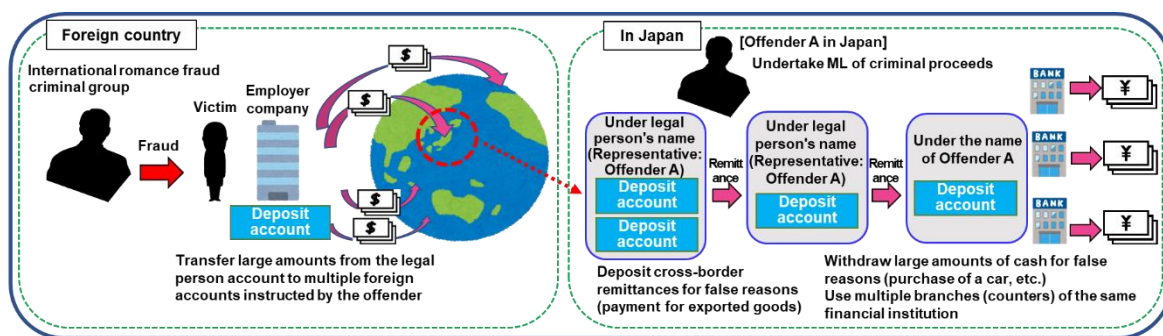 Foreign country
International romance fraud
criminal group
Fraud
Victim
Employer
company
Deposit
account
$
$
$
$
Transfer large amounts from the legal
person account to multiple foreign
accounts instructed by the offender
In Japan
[Offender A in Japan]
Undertake ML of criminal proceeds
Under legal
person's name
(Representative:
Offender A)
Deposit
account
Deposit
account
Remitt
ance
Under legal
person's name
(Representative:
Offender A)
Deposit
account
Remitt
ance
Under the name
of Offender A
Deposit
account
BANK
¥
BANK
¥
BANK
¥
Deposit cross-border
remittances for false reasons
(payment for exported goods)
Withdraw large amounts of cash for false
reasons (purchase of a car, etc.)
Use multiple branches (counters) of the same
financial institution